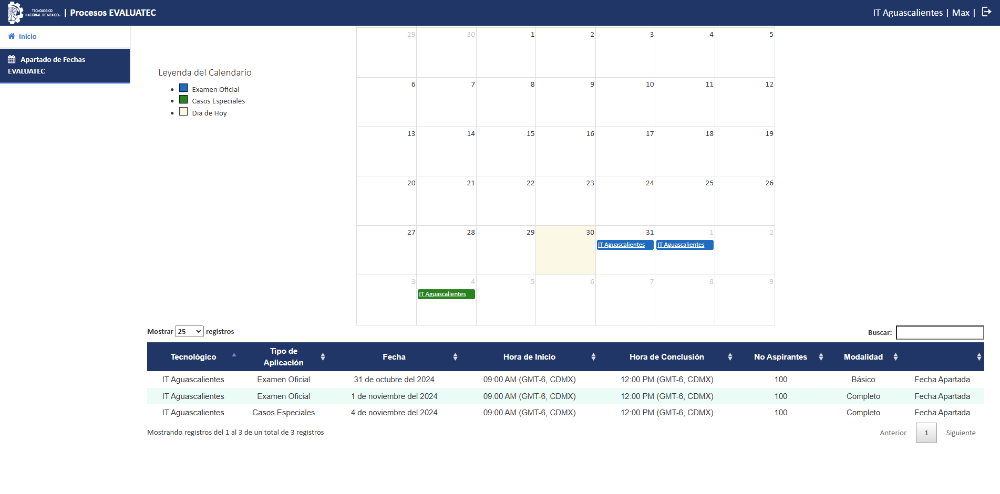 TECNOLÓGICO
NACIONAL DE MÉXICO®
| Procesos EVALUATEC
IT Aguascalientes | Max |
Inicio
Apartado de Fechas
EVALUATEC
Leyenda del Calendario
Examen Oficial
Casos Especiales
Dia de Hoy
29 30 1 2 3 4 5
6 7 8 9 10 11 12
13 14 15 16 17 18 19
20 21 22 23 24 25 26
27 28 29 30 31 1 2
IT Aguascalientes IT Aguascalientes
3 4 5 6 7 8 9
IT Aguascalientes
Mostrar 25 registros
Buscar:
Tecnológico Tipo de Aplicación Fecha Hora de Inicio Hora de Conclusión No Aspirantes Modalidad
IT Aguascalientes Examen Oficial 31 de octubre del 2024 09:00 AM (GMT-6, CDMX) 12:00 PM (GMT-6, CDMX) 100 Básico Fecha Apartada
IT Aguascalientes Examen Oficial 1 de noviembre del 2024 09:00 AM (GMT-6, CDMX) 12:00 PM (GMT-6, CDMX) 100 Completo Fecha Apartada
IT Aguascalientes Casos Especiales 4 de noviembre del 2024 09:00 AM (GMT-6, CDMX) 12:00 PM (GMT-6, CDMX) 100 Completo Fecha Apartada
Mostrando registros del 1 al 3 de un total de 3 registros
Anterior 1 Siguiente